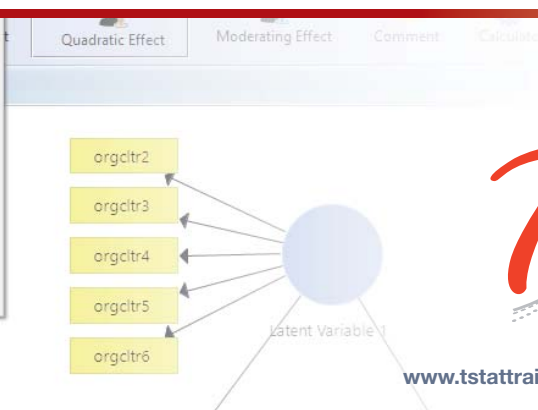 Quadratic Effect
Moderating Effect
Comment
orgcltr2
orgcltr3
orgcltr4
orgcltr5
orgcltr6
Latent Variable 1
www.tstattrai